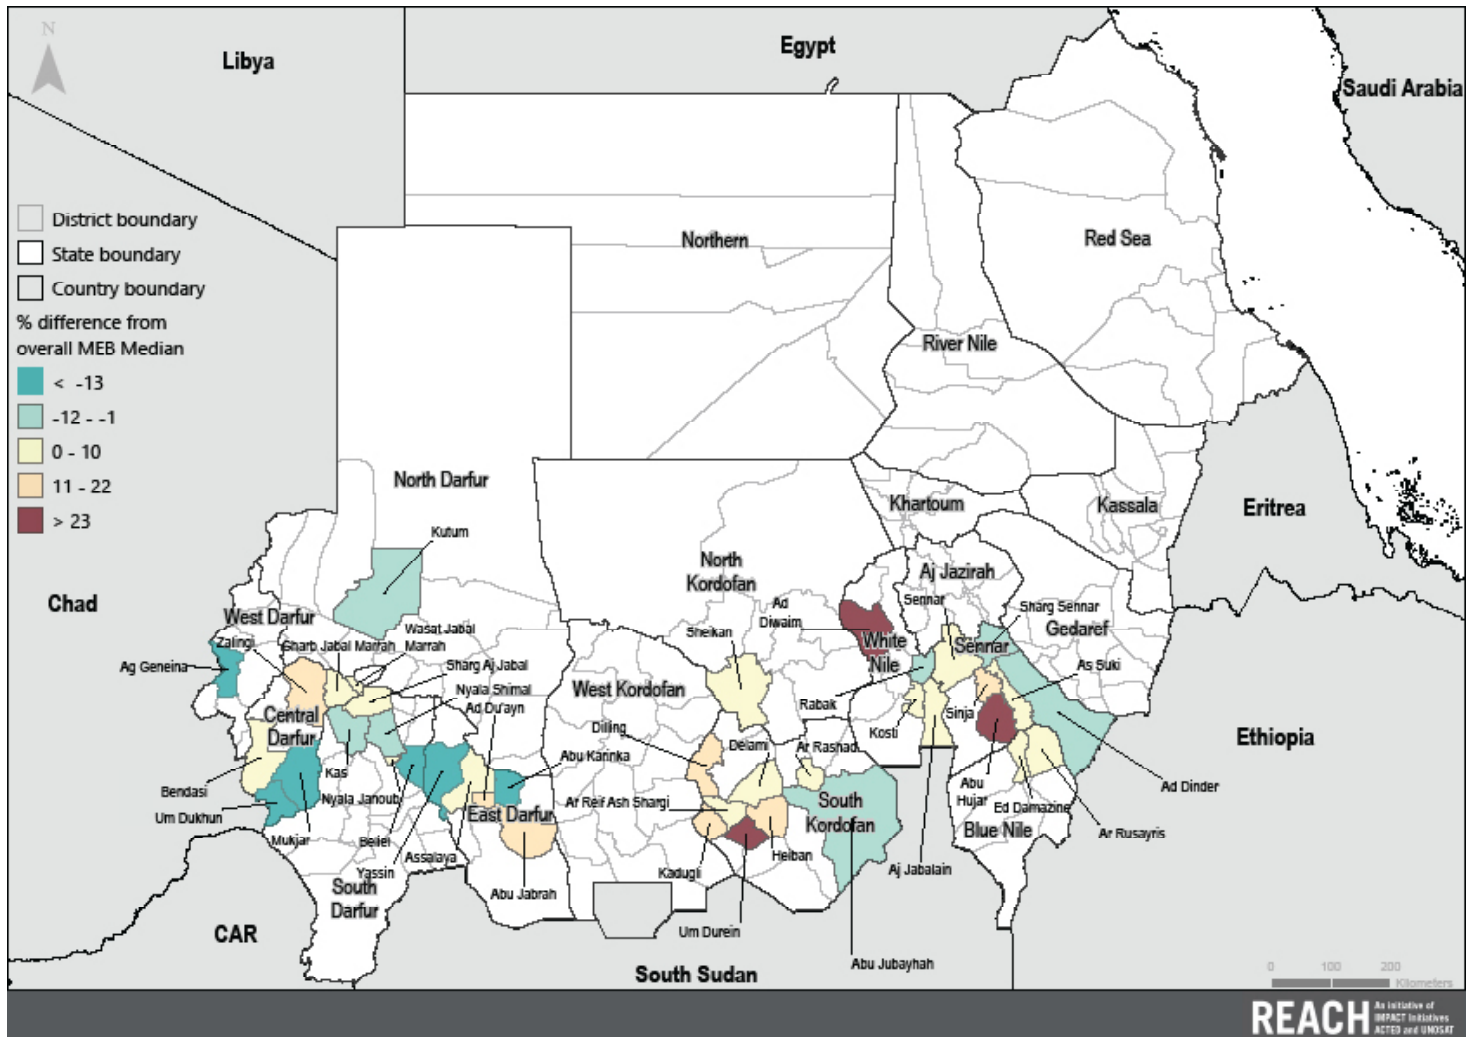 N
Libya
Egypt
Saudi Arabia
District boundary
State boundary
Country boundary
% difference from
overall MEB Median
< -13
-12 - -1
0 - 10
11 - 22
> 23
Northern
Red Sea
River Nile
North Darfur
Kutum
Khartoum
Kassala
Eritrea
Chad
North
Kordofan
Aj Jazirah
Sennar
Ad
Diwaim
Sharg Sennar
Gedaref
West Darfur
Zalingi
Gharb Jabal Marrah
Wasat Jabal
Marrah
Sheikan
White
Nile
Sennar
Ag Geneina
Sharg Aj Jabal
As Suki
Nyala Shimal
Ad Du'ayn
West Kordofan
Rabak
Central
Darfur
Dilling
Sinja
Kosti
Delami
Ar Rashad
Ethiopia
Abu Karinka
Kas
Bendasi
Nyala Janoub
Abu
Hujar
Ad Dinder
Ar Reif Ash Shargi
South
Kordofan
Ed Damazine
Um Dukhun
East Darfur
Blue Nile
Ar Rusayris
Mukjar
Beliel
Assalaya
Heiban
Aj Jabalain
Yassin
Kadugli
South
Darfur
Abu Jabrah
CAR
Um Durein
Abu Jubayhah
South Sudan
0 100 200
Kilometers
REACH An initiative of
IMPACT Initiatives
ACTED and UNOSAT